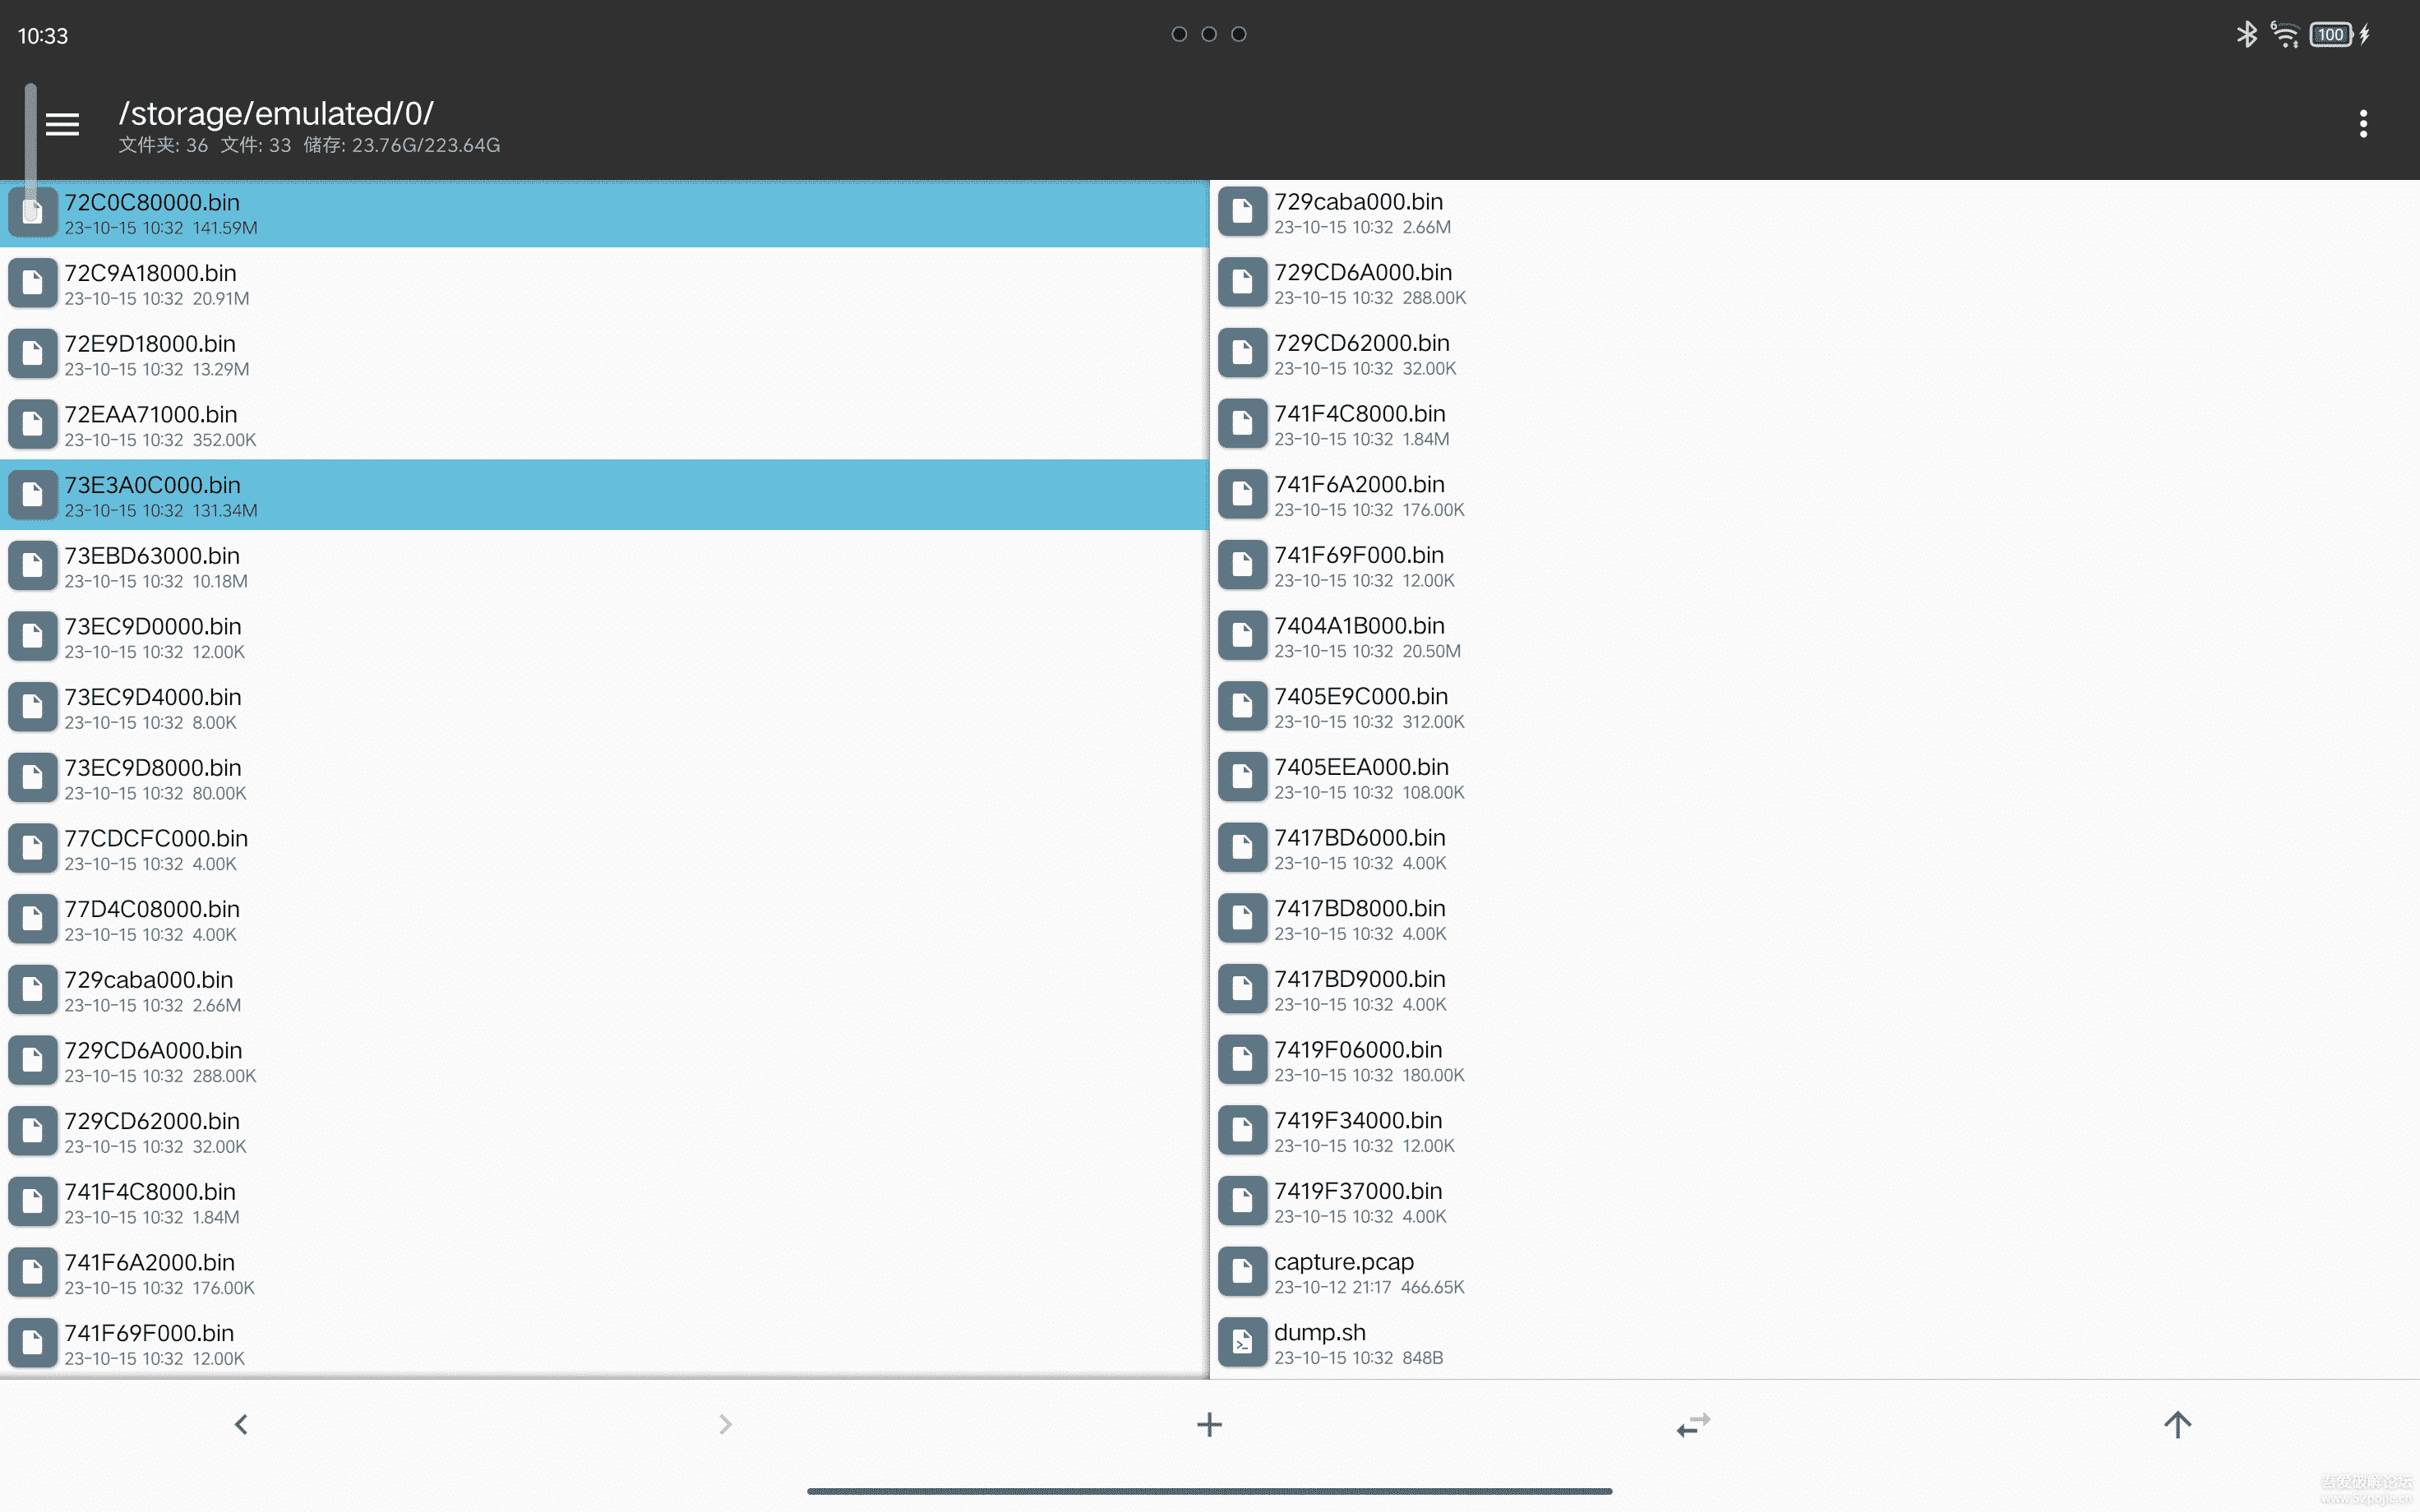 10:33
6
100
/storage/emulated/0/
文件夹: 36 文件: 33 储存: 23.76G/223.64G
72C0C80000.bin
23-10-15 10:32 141.59M
72C9A18000.bin
23-10-15 10:32 20.91M
72E9D18000.bin
23-10-15 10:32 13.29M
72EAA71000.bin
23-10-15 10:32 352.00K
73E3A0C000.bin
23-10-15 10:32 131.34M
73EBD63000.bin
23-10-15 10:32 10.18M
73EC9D0000.bin
23-10-15 10:32 12.00K
73EC9D4000.bin
23-10-15 10:32 8.00K
73EC9D8000.bin
23-10-15 10:32 80.00K
77CDCFC000.bin
23-10-15 10:32 4.00K
77D4C08000.bin
23-10-15 10:32 4.00K
729caba000.bin
23-10-15 10:32 2.66M
729CD6A000.bin
23-10-15 10:32 288.00K
729CD62000.bin
23-10-15 10:32 32.00K
741F4C8000.bin
23-10-15 10:32 1.84M
741F6A2000.bin
23-10-15 10:32 176.00K
741F69F000.bin
23-10-15 10:32 12.00K
729caba000.bin
23-10-15 10:32 2.66M
729CD6A000.bin
23-10-15 10:32 288.00K
729CD62000.bin
23-10-15 10:32 32.00K
741F4C8000.bin
23-10-15 10:32 1.84M
741F6A2000.bin
23-10-15 10:32 176.00K
741F69F000.bin
23-10-15 10:32 12.00K
7404A1B000.bin
23-10-15 10:32 20.50M
7405E9C000.bin
23-10-15 10:32 312.00K
7405EEA000.bin
23-10-15 10:32 108.00K
7417BD6000.bin
23-10-15 10:32 4.00K
7417BD8000.bin
23-10-15 10:32 4.00K
7417BD9000.bin
23-10-15 10:32 4.00K
7419F06000.bin
23-10-15 10:32 180.00K
7419F34000.bin
23-10-15 10:32 12.00K
7419F37000.bin
23-10-15 10:32 4.00K
capture.pcap
23-10-12 21:17 466.65K
dump.sh
23-10-15 10:32 848B
吾爱破解论坛
www.52pojie.cn